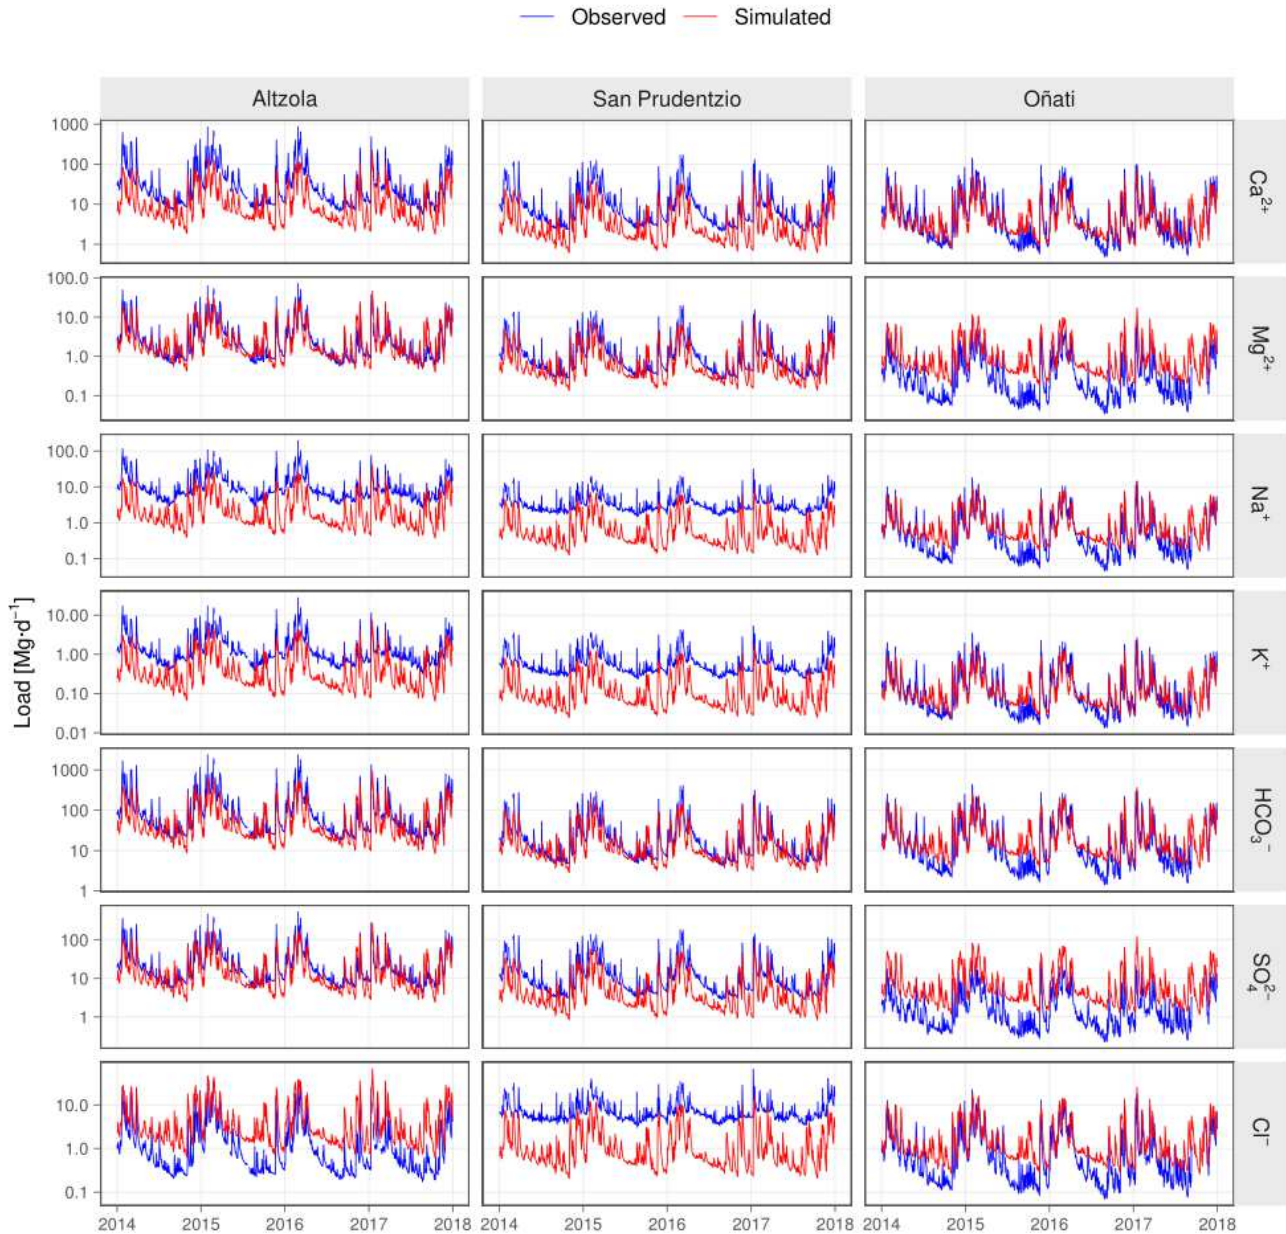 Observed Simulated
Altzola San Prudentzio Oñati
1000
100
10
1
Ca²⁺
100.0
10.0
1.0
0.1
Mg²⁺
100.0
10.0
1.0
0.1
Na⁺
10.00
1.00
0.10
0.01
K⁺
Load [Mg·d⁻¹]
1000
100
10
1
HCO₃⁻
100
10
1
SO₄²⁻
10.0
1.0
0.1
Cl⁻
2014 2015 2016 2017 2018 2014 2015 2016 2017 2018 2014 2015 2016 2017 2018